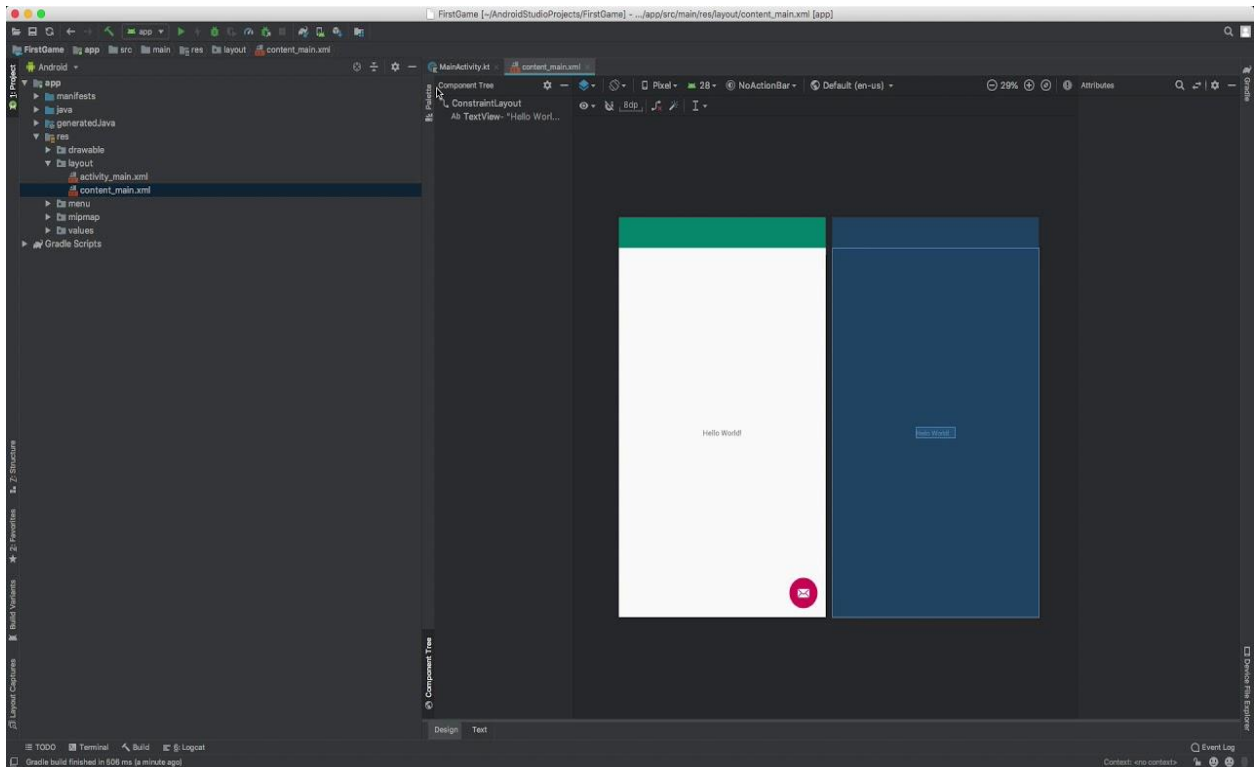 FirstGame [~/AndroidStudioProjects/FirstGame] - .../app/src/main/res/layout/content_main.xml [app]
app
FirstGame app src main res layout content_main.xml
1: Project
Android
app
manifests
java
generatedJava
res
drawable
layout
activity_main.xml
content_main.xml
menu
mipmap
values
Gradle Scripts
Z: Structure
2: Favorites
Build Variants
Layout Captures
MainActivity.kt content_main.xml
Palette
Component Tree
ConstraintLayout
Ab TextView- "Hello Worl...
Component Tree
Pixel 28 NoActionBar Default (en-us) 29% Attributes
8dp
Hello World!
Hello World!
Gradle
Device File Explorer
Design Text
TODO Terminal Build 6: Logcat Event Log
Gradle build finished in 506 ms (a minute ago) Context: <no context>